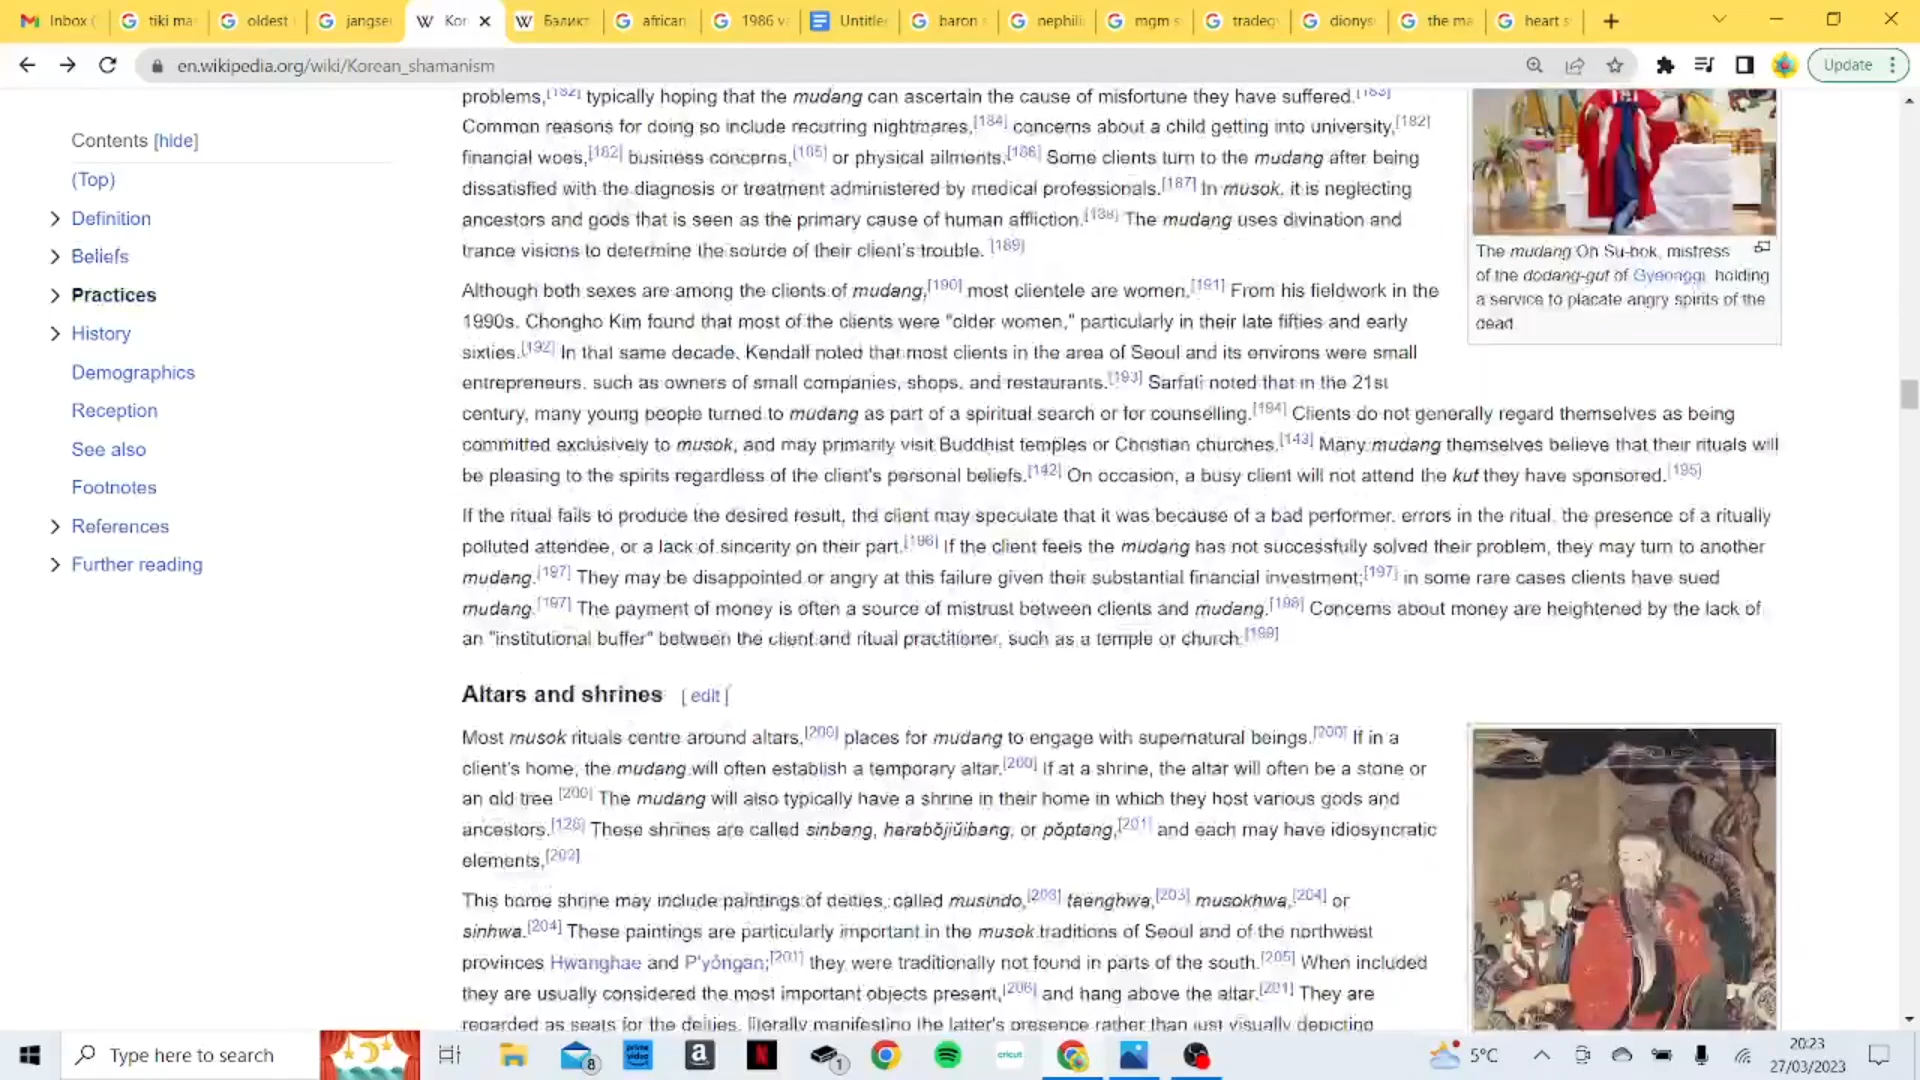 Inbox (
tiki ma
oldest
jangse
Kor
Бэликт
african
1986 v
Untitle
baron
nephili
mgm s
tradeg
dionys
the ma
heart s
en.wikipedia.org/wiki/Korean_shamanism
Update
Contents [hide]
(Top)
Definition
Beliefs
Practices
History
Demographics
Reception
See also
Footnotes
References
Further reading
problems,[182] typically hoping that the mudang can ascertain the cause of misfortune they have suffered.[183]
Common reasons for doing so include recurring nightmares,[184] concerns about a child getting into university,[182]
financial woes,[182] business concerns,[185] or physical ailments.[186] Some clients turn to the mudang after being
dissatisfied with the diagnosis or treatment administered by medical professionals.[187] In musok, it is neglecting
ancestors and gods that is seen as the primary cause of human affliction.[188] The mudang uses divination and
trance visions to determine the source of their client's trouble. [189]
Although both sexes are among the clients of mudang,[190] most clientele are women.[191] From his fieldwork in the
1990s, Chongho Kim found that most of the clients were "older women," particularly in their late fifties and early
sixties.[192] In that same decade, Kendall noted that most clients in the area of Seoul and its environs were small
entrepreneurs, such as owners of small companies, shops, and restaurants.[193] Sarfati noted that in the 21st
century, many young people turned to mudang as part of a spiritual search or for counselling.[194] Clients do not generally regard themselves as being
committed exclusively to musok, and may primarily visit Buddhist temples or Christian churches.[143] Many mudang themselves believe that their rituals will
be pleasing to the spirits regardless of the client's personal beliefs.[142] On occasion, a busy client will not attend the kut they have sponsored.[195]
If the ritual fails to produce the desired result, the client may speculate that it was because of a bad performer, errors in the ritual, the presence of a ritually
polluted attendee, or a lack of sincerity on their part.[196] If the client feels the mudang has not successfully solved their problem, they may turn to another
mudang.[197] They may be disappointed or angry at this failure given their substantial financial investment;[197] in some rare cases clients have sued
mudang.[197] The payment of money is often a source of mistrust between clients and mudang.[198] Concerns about money are heightened by the lack of
an "institutional buffer" between the client and ritual practitioner, such as a temple or church.[199]
The mudang Oh Su-bok, mistress
of the dodang-gut of Gyeonggi, holding
a service to placate angry spirits of the
dead
Altars and shrines [ edit ]
Most musok rituals centre around altars,[200] places for mudang to engage with supernatural beings.[200] If in a
client's home, the mudang will often establish a temporary altar.[200] If at a shrine, the altar will often be a stone or
an old tree.[200] The mudang will also typically have a shrine in their home in which they host various gods and
ancestors.[128] These shrines are called sinbang, harabŏjiŭibang, or pŏptang,[201] and each may have idiosyncratic
elements,[202]
This home shrine may include paintings of deities, called musindo,[203] taenghwa,[203] musokhwa,[204] or
sinhwa.[204] These paintings are particularly important in the musok traditions of Seoul and of the northwest
provinces Hwanghae and P'yŏngan;[201] they were traditionally not found in parts of the south.[205] When included
they are usually considered the most important objects present,[206] and hang above the altar.[201] They are
regarded as seats for the deities, literally manifesting the latter's presence rather than just visually depicting
Type here to search
8
prime video
a
N
1
cricut
5°C
20:23
27/03/2023